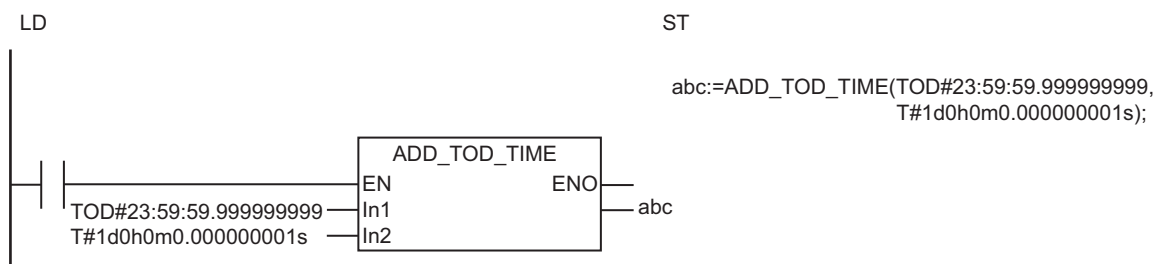 LD
ST
abc:=ADD_TOD_TIME(TOD#23:59:59.999999999,
T#1d0h0m0.000000001s);
ADD_TOD_TIME
EN
ENO
TOD#23:59:59.999999999
In1
abc
T#1d0h0m0.000000001s
In2